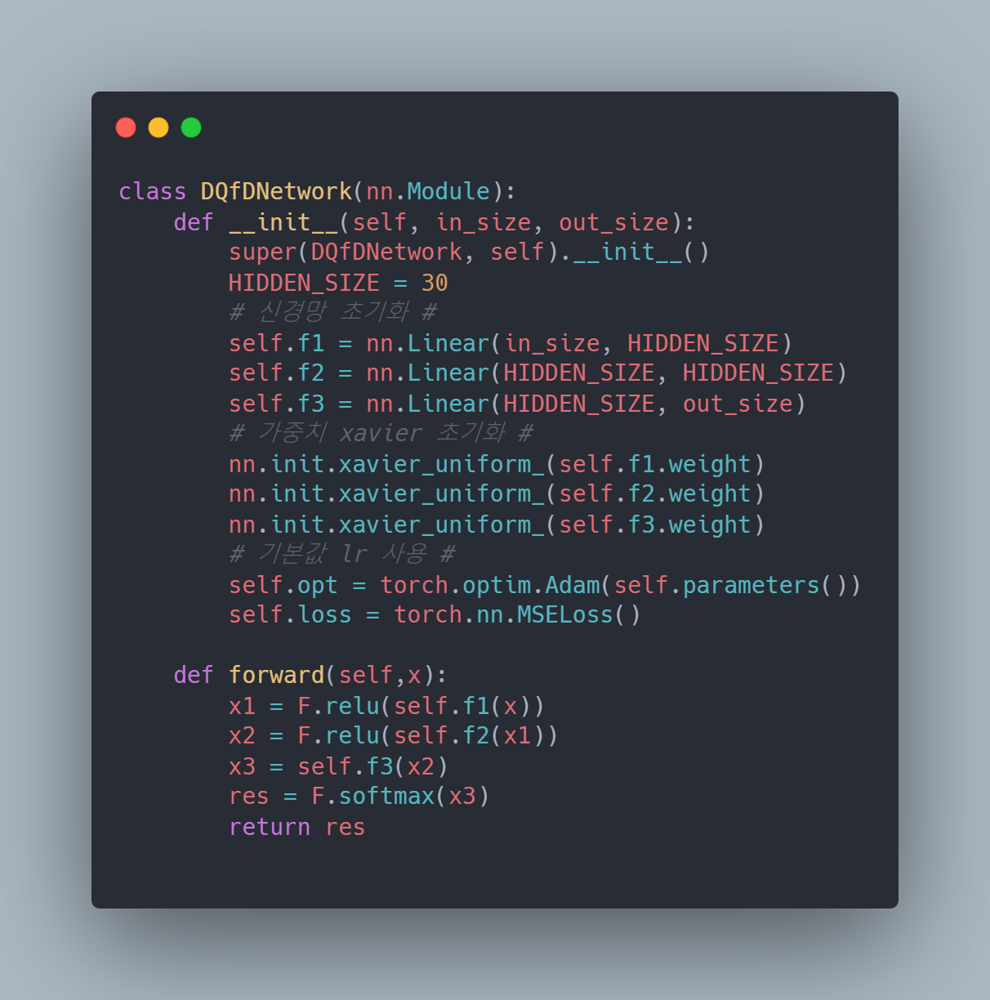 class DQfDNetwork(nn.Module):
    def __init__(self, in_size, out_size):
        super(DQfDNetwork, self).__init__()
        HIDDEN_SIZE = 30
        # 신경망 초기화 #
        self.f1 = nn.Linear(in_size, HIDDEN_SIZE)
        self.f2 = nn.Linear(HIDDEN_SIZE, HIDDEN_SIZE)
        self.f3 = nn.Linear(HIDDEN_SIZE, out_size)
        # 가중치 xavier 초기화 #
        nn.init.xavier_uniform_(self.f1.weight)
        nn.init.xavier_uniform_(self.f2.weight)
        nn.init.xavier_uniform_(self.f3.weight)
        # 기본값 lr 사용 #
        self.opt = torch.optim.Adam(self.parameters())
        self.loss = torch.nn.MSELoss()

    def forward(self,x):
        x1 = F.relu(self.f1(x))
        x2 = F.relu(self.f2(x1))
        x3 = self.f3(x2)
        res = F.softmax(x3)
        return res